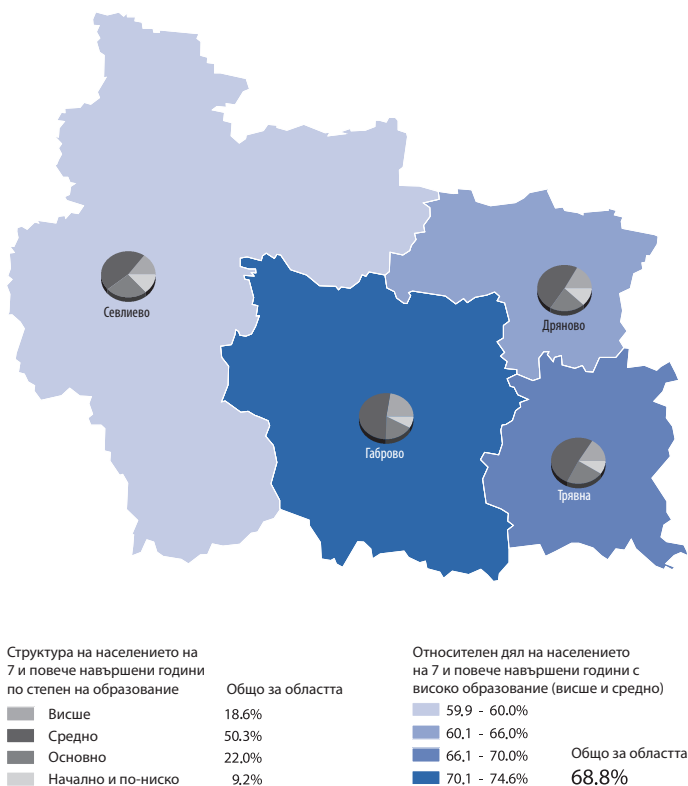 Севлиево
Дряново
Габрово
Трявна
Структура на населението на
7 и повече навършени години
по степен на образование
Общо за областта
Висше 18.6%
Средно 50.3%
Основно 22.0%
Начално и по-ниско 9.2%
Относителен дял на населението
на 7 и повече навършени години с
високо образование (висше и средно)
59,9 - 60.0%
60,1 - 66,0%
66,1 - 70.0%
70,1 - 74.6%
Общо за областта
68.8%